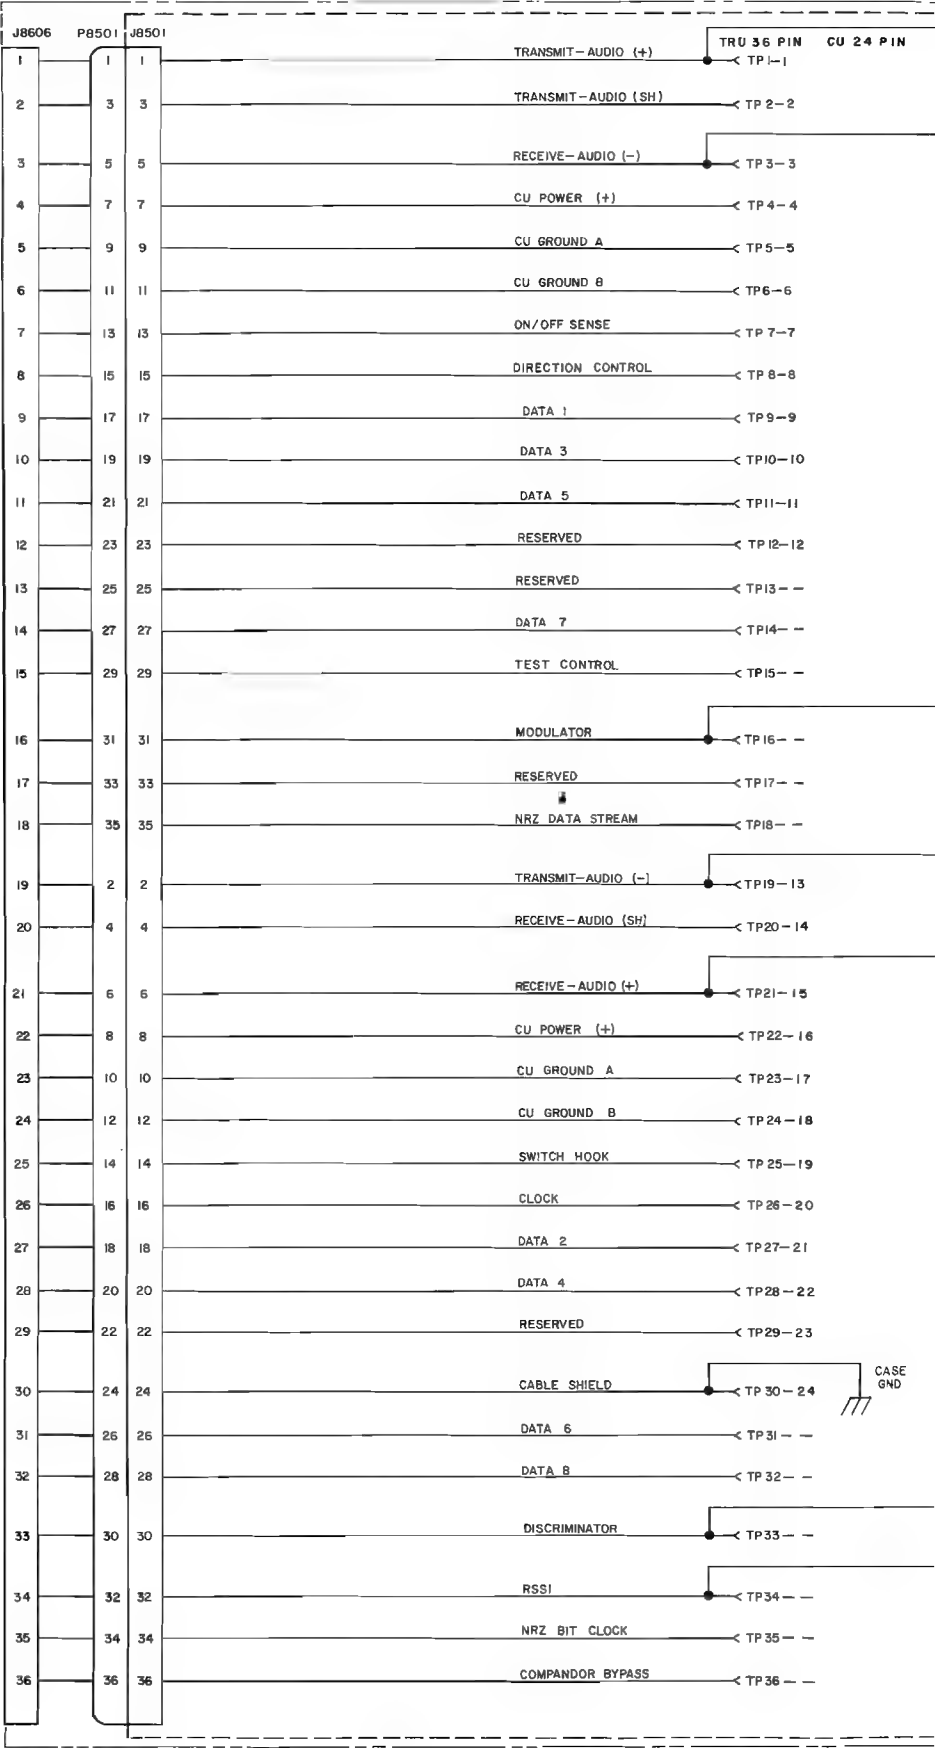 J8606 P8501 J8501
TRU 36 PIN CU 24 PIN
1 1 1 TRANSMIT-AUDIO (+) TP1-1
2 3 3 TRANSMIT-AUDIO (SH) TP2-2
3 5 5 RECEIVE-AUDIO (-) TP3-3
4 7 7 CU POWER (+) TP4-4
5 9 9 CU GROUND A TP5-5
6 11 11 CU GROUND B TP6-6
7 13 13 ON/OFF SENSE TP7-7
8 15 15 DIRECTION CONTROL TP8-8
9 17 17 DATA 1 TP9-9
10 19 19 DATA 3 TP10-10
11 21 21 DATA 5 TP11-11
12 23 23 RESERVED TP12-12
13 25 25 RESERVED TP13- -
14 27 27 DATA 7 TP14- -
15 29 29 TEST CONTROL TP15- -
16 31 31 MODULATOR TP16- -
17 33 33 RESERVED TP17- -
18 35 35 NRZ DATA STREAM TP18- -
19 2 2 TRANSMIT-AUDIO (-) TP19-13
20 4 4 RECEIVE-AUDIO (SH) TP20-14
21 6 6 RECEIVE-AUDIO (+) TP21-15
22 8 8 CU POWER (+) TP22-16
23 10 10 CU GROUND A TP23-17
24 12 12 CU GROUND B TP24-18
25 14 14 SWITCH HOOK TP25-19
26 16 16 CLOCK TP26-20
27 18 18 DATA 2 TP27-21
28 20 20 DATA 4 TP28-22
29 22 22 RESERVED TP29-23
30 24 24 CABLE SHIELD TP30-24 CASE GND
31 26 26 DATA 6 TP31- -
32 28 28 DATA 8 TP32- -
33 30 30 DISCRIMINATOR TP33- -
34 32 32 RSSI TP34- -
35 34 34 NRZ BIT CLOCK TP35- -
36 36 36 COMPANDOR BYPASS TP36- -